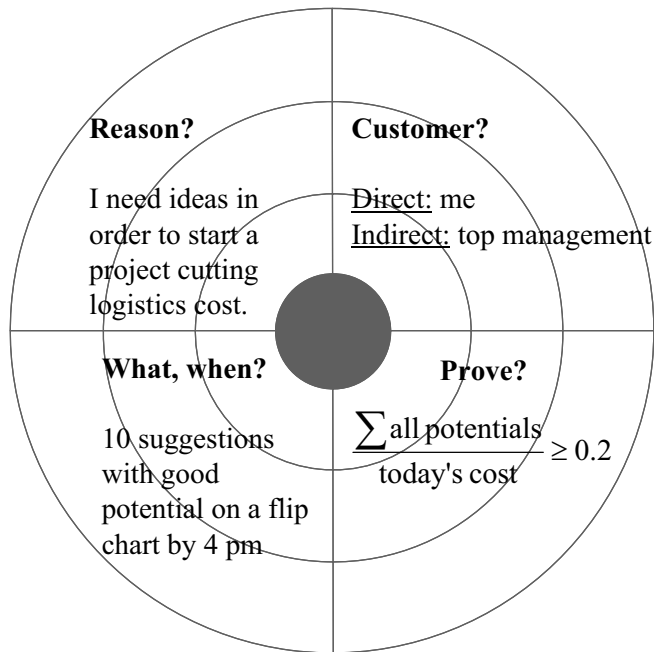 Reason?
I need ideas in
order to start a
project cutting
logistics cost.
Customer?
Direct: me
Indirect: top management
What, when?
10 suggestions
with good
potential on a flip
chart by 4 pm
Prove?
∑ all potentials
today's cost
≥ 0.2